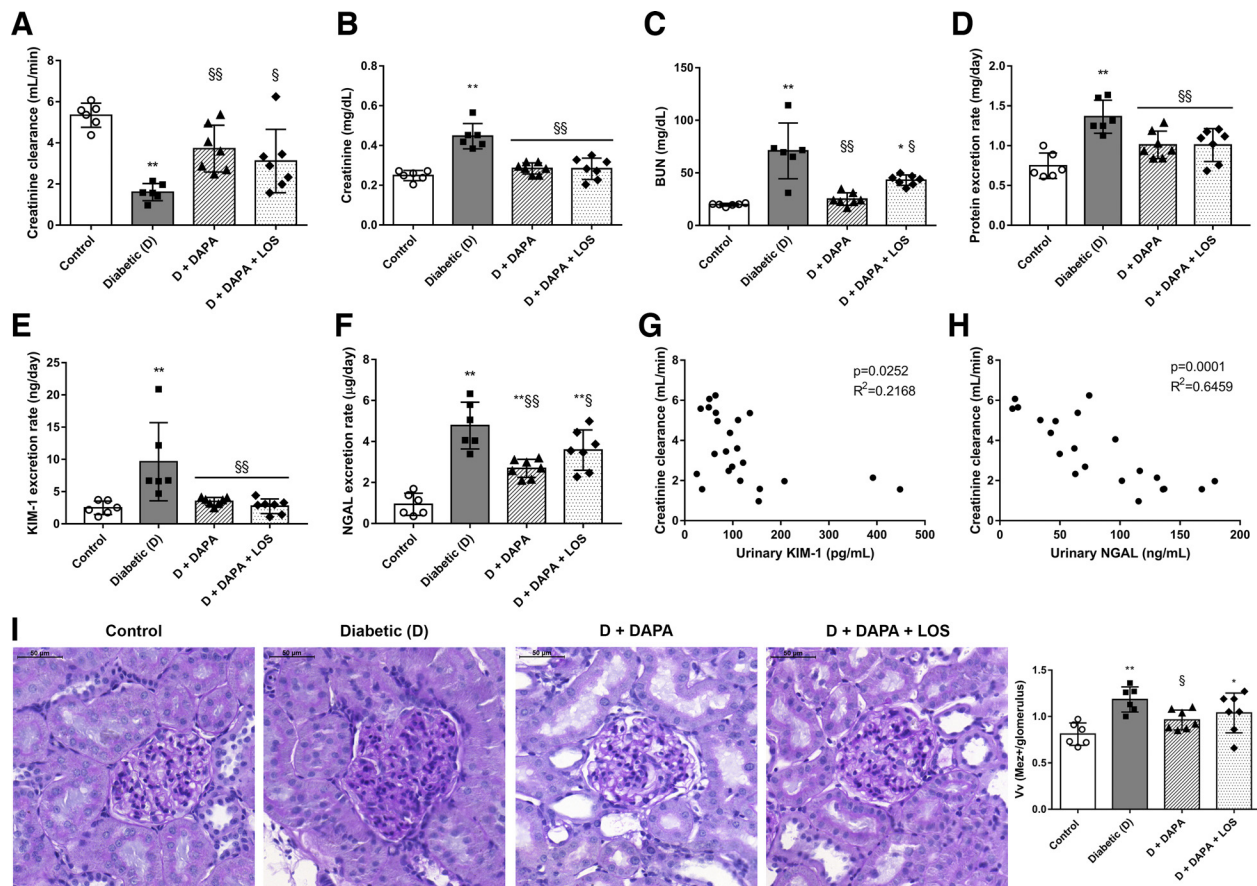 A
Creatinine clearance (mL/min)
8
6
4
2
0
**
§§
§
Control
Diabetic (D)
D + DAPA
D + DAPA + LOS
B
Creatinine (mg/dL)
0.8
0.6
0.4
0.2
0.0
**
§§
Control
Diabetic (D)
D + DAPA
D + DAPA + LOS
C
BUN
(mg/dL)
150
100
50
0
**
§§
* §
Control
Diabetic (D)
D + DAPA
D + DAPA + LOS
D
Protein excretion rate (mg/day)
2.0
1.5
1.0
0.5
0.0
**
§§
Control
Diabetic (D)
D + DAPA
D + DAPA + LOS
E
KIM-1 excretion rate (ng/day)
25
20
15
10
5
0
**
§§
Control
Diabetic (D)
D + DAPA
D + DAPA + LOS
F
NGAL excretion rate (µg/day)
8
6
4
2
0
**
**§§
**§
Control
Diabetic (D)
D + DAPA
D + DAPA + LOS
G
Creatinine clearance (mL/min)
8
6
4
2
0
p=0.0252
R²=0.2168
0 100 200 300 400 500
Urinary KIM-1 (pg/mL)
H
Creatinine clearance (mL/min)
8
6
4
2
0
p=0.0001
R²=0.6459
0 50 100 150 200
Urinary NGAL (ng/mL)
I
Control
50 µm
Diabetic (D)
50 µm
D + DAPA
50 µm
D + DAPA + LOS
50 µm
Vv (Mez+/glomerulus)
1.5
1.0
0.5
0.0
**
§
*
Control
Diabetic (D)
D + DAPA
D + DAPA + LOS